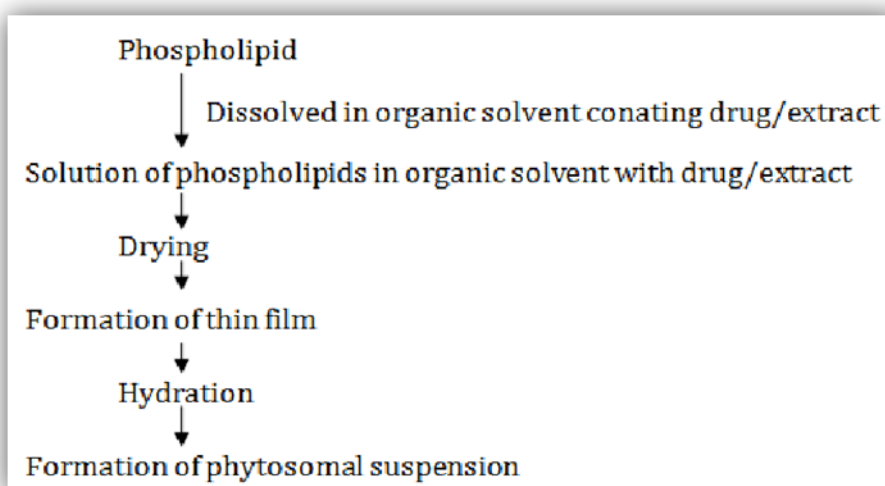 Phospholipid
Dissolved in organic solvent conating drug/extract
Solution of phospholipids in organic solvent with drug/extract
Drying
Formation of thin film
Hydration
Formation of phytosomal suspension